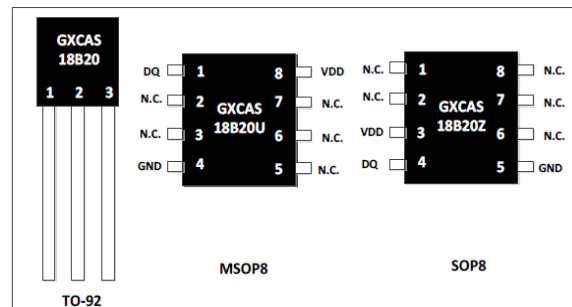 GXCAS
18B20
1 2 3
TO-92
DQ 1 8 VDD
N.C. 2 7 N.C.
GXCAS
18B20U
N.C. 3 6 N.C.
GND 4 5 N.C.
MSOP8
N.C. 1 8 N.C.
N.C. 2 7 N.C.
GXCAS
18B20Z
VDD 3 6 N.C.
DQ 4 5 GND
SOP8